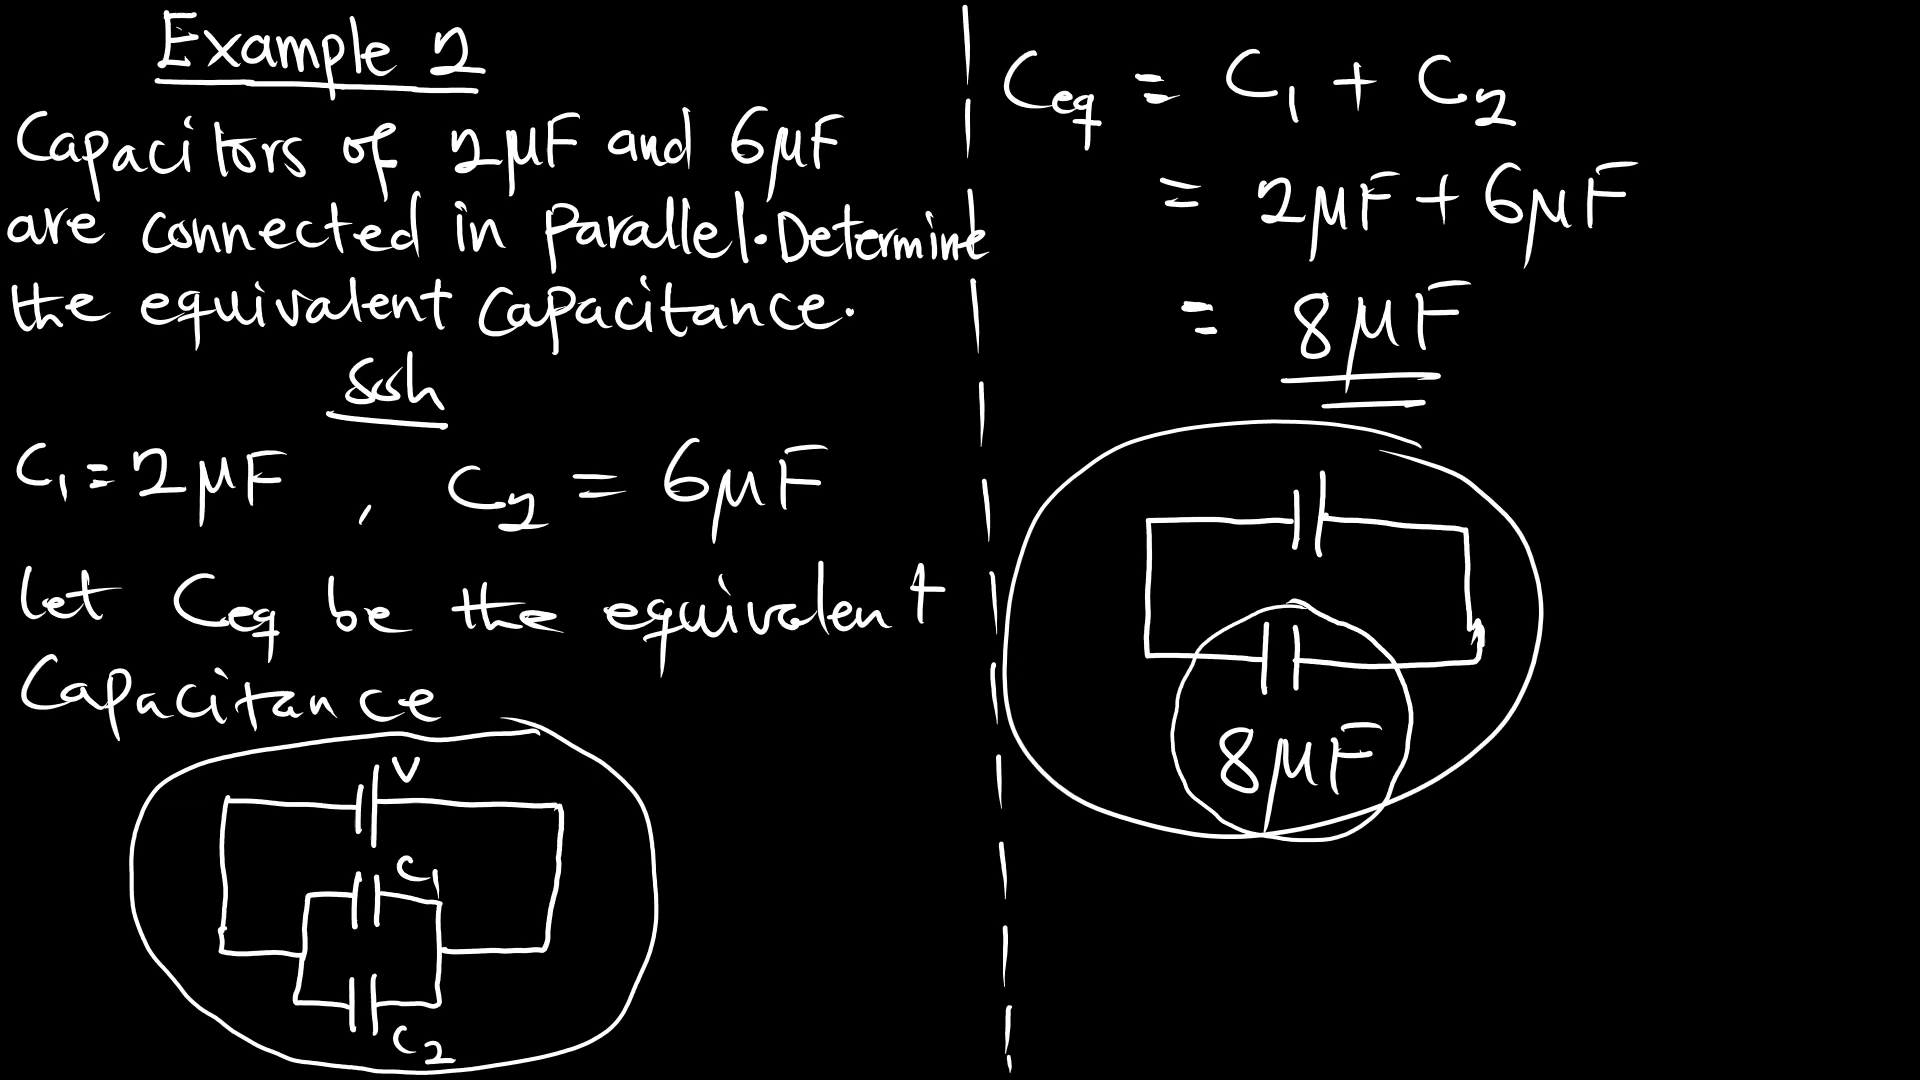 Example 2
Capacitors of 2μF and 6μF
are connected in parallel. Determine
the equivalent capacitance.
Soln
C₁ = 2μF , C₂ = 6μF
Let Ceq be the equivalent
Capacitance
V
C₁
C₂
Ceq = C₁ + C₂
= 2μF + 6μF
= 8μF
8μF